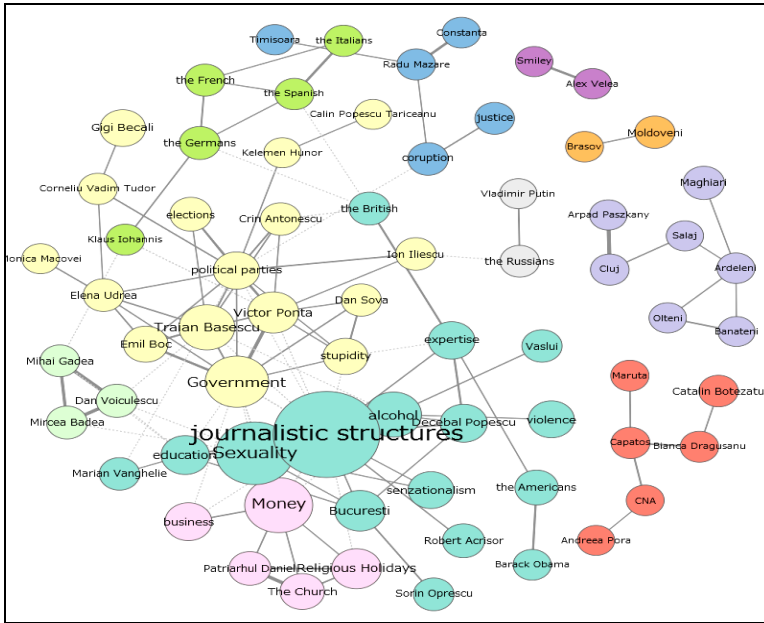 the Italians
Constanta
Timisoara
Radu Mazare
Smiley
Alex Velea
the French
the Spanish
Calin Popescu Tariceanu
Gigi Becali
justice
Moldoveni
the Germans
Kelemen Hunor
Brasov
coruption
Maghiari
Corneliu Vadim Tudor
Vladimir Putin
elections
Crin Antonescu
the British
Arpad Paszkany
Salaj
Klaus Iohannis
Ion Iliescu
the Russians
Cluj
Ardeleni
Monica Macovei
political parties
Elena Udrea
Dan Sova
Victor Ponta
Olteni
Banateni
Traian Basescu
Emil Boc
stupidity
expertise
Vaslui
Mihai Gadea
Government
Maruta
Catalin Botezatu
Dan Voiculescu
alcohol
Mircea Badea
Decebal Popescu
violence
journalistic structures
Capatos
Bianca Dragusanu
education
Sexuality
Marian Vanghelie
senzationalism
the Americans
Money
CNA
business
Bucuresti
Robert Acrisor
Andreea Pora
Patriarhul Daniel
Religious Holidays
Barack Obama
The Church
Sorin Oprescu